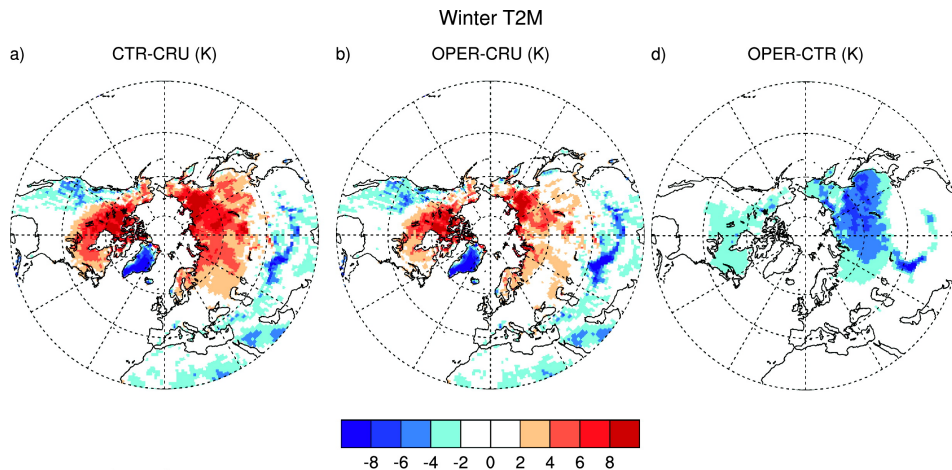 Winter T2M
a) CTR-CRU (K)
b) OPER-CRU (K)
d) OPER-CTR (K)
-8 -6 -4 -2 0 2 4 6 8